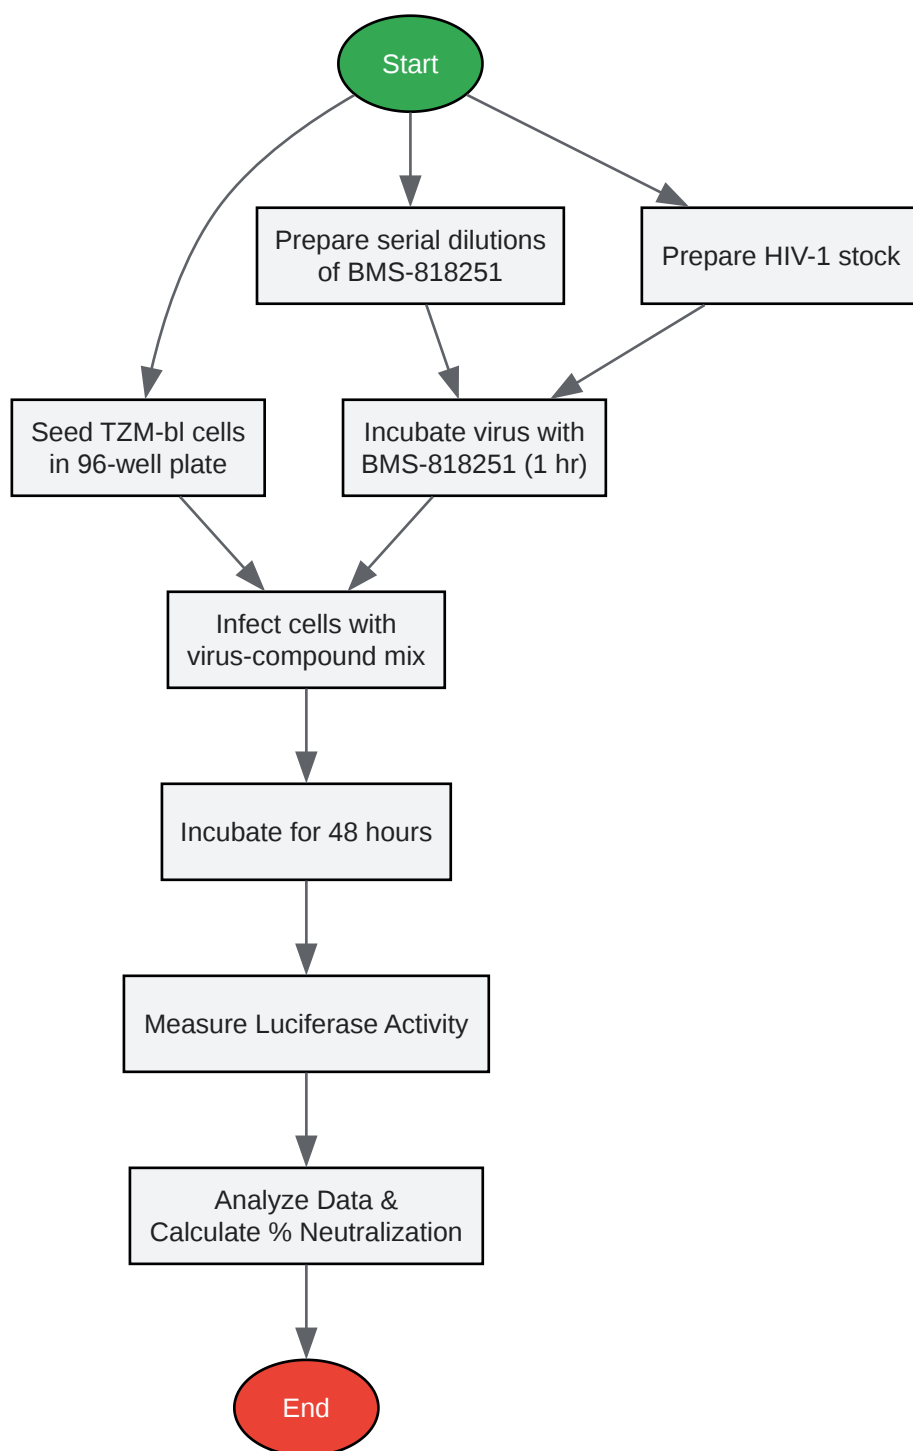 Start
Prepare serial dilutions
of BMS-818251
Prepare HIV-1 stock
Seed TZM-bl cells
in 96-well plate
Incubate virus with
BMS-818251 (1 hr)
Infect cells with
virus-compound mix
Incubate for 48 hours
Measure Luciferase Activity
Analyze Data &
Calculate % Neutralization
End